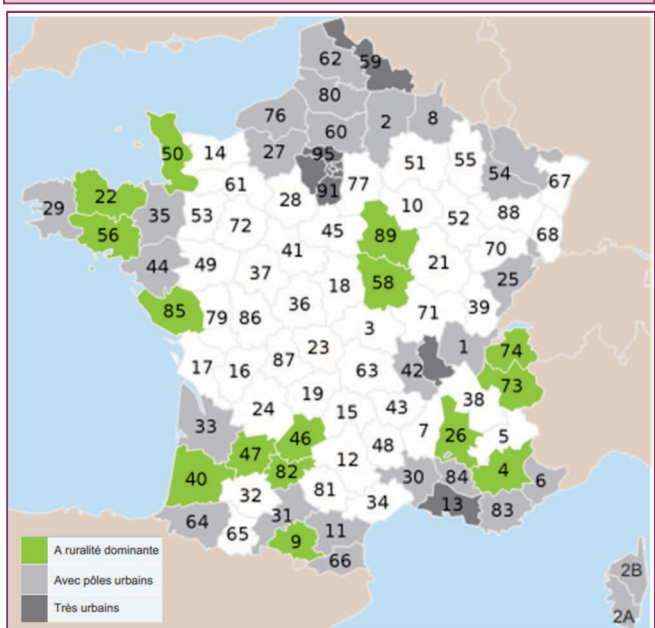 62 59
80
76 2 8
60
50 14 27 95 51 55 54 67
61 91 77
22 28 10 88
29 35 53 52 68
56 72 45 89
41 70
44 49 37 21 25
18 58
85 36 39
79 86 71
3
23 1 74
17 16 87 63 42
73
19 38
24 15 43
33 46 7 26 5
47 48
12 4
40 82 30 84 6
32 81 13
64 31 34 83
65 11
9
66
A ruralité dominante
2B
Avec pôles urbains
Très urbains
2A